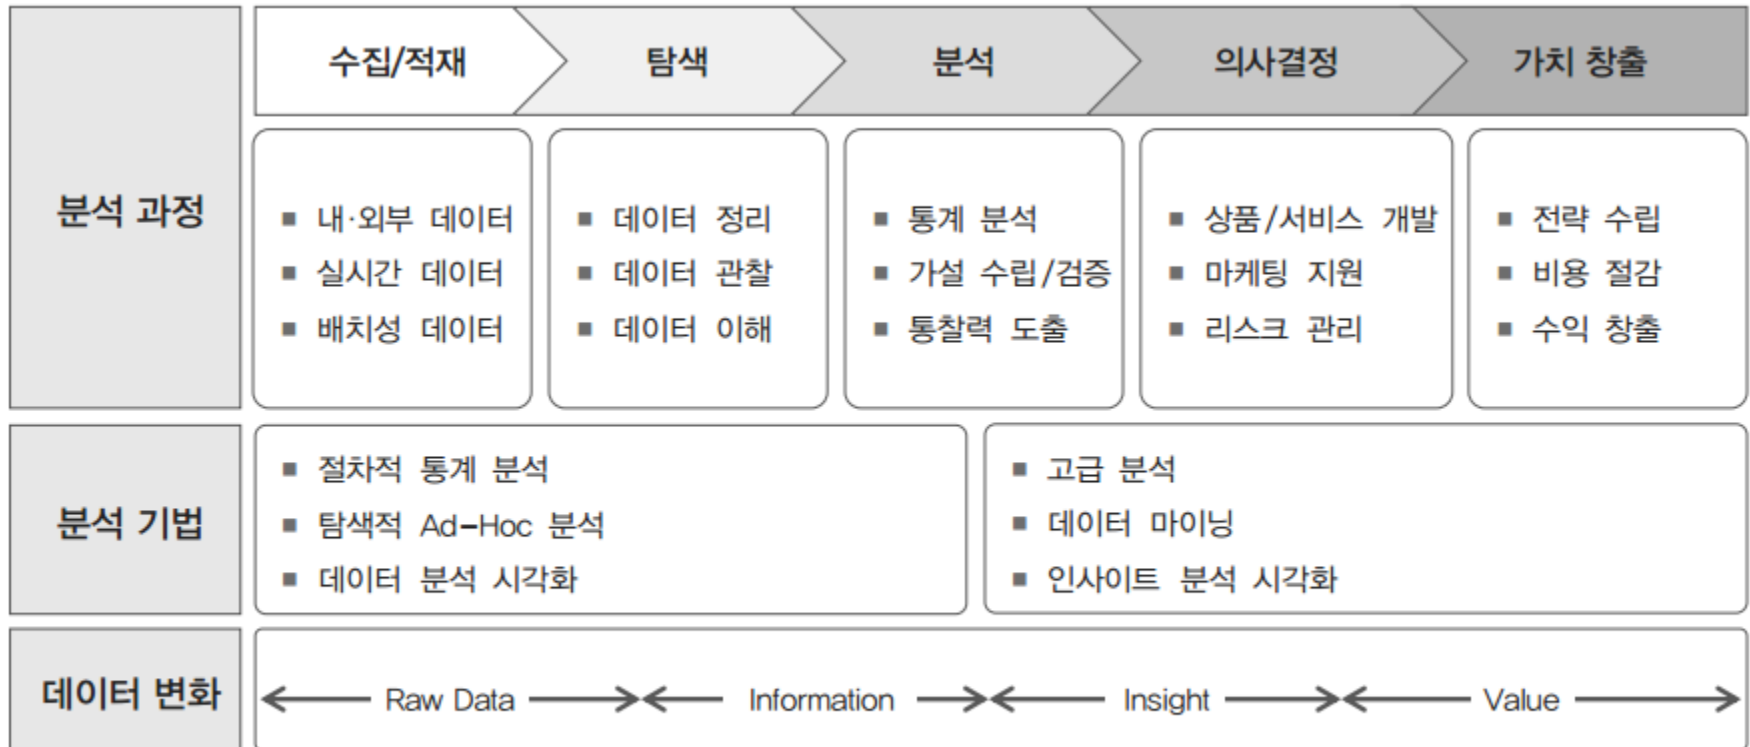 수집/적재
탐색
분석
의사결정
가치 창출
분석 과정
■ 내·외부 데이터
■ 실시간 데이터
■ 배치성 데이터
■ 데이터 정리
■ 데이터 관찰
■ 데이터 이해
■ 통계 분석
■ 가설 수립/검증
■ 통찰력 도출
■ 상품/서비스 개발
■ 마케팅 지원
■ 리스크 관리
■ 전략 수립
■ 비용 절감
■ 수익 창출
분석 기법
■ 절차적 통계 분석
■ 탐색적 Ad-Hoc 분석
■ 데이터 분석 시각화
■ 고급 분석
■ 데이터 마이닝
■ 인사이트 분석 시각화
데이터 변화
Raw Data
Information
Insight
Value